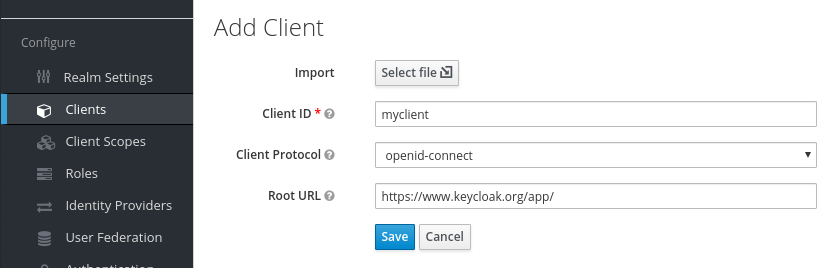 Configure
Realm Settings
Clients
Client Scopes
Roles
Identity Providers
User Federation
Authentication
Add Client
Import Select file
Client ID * myclient
Client Protocol openid-connect
Root URL https://www.keycloak.org/app/
Save Cancel